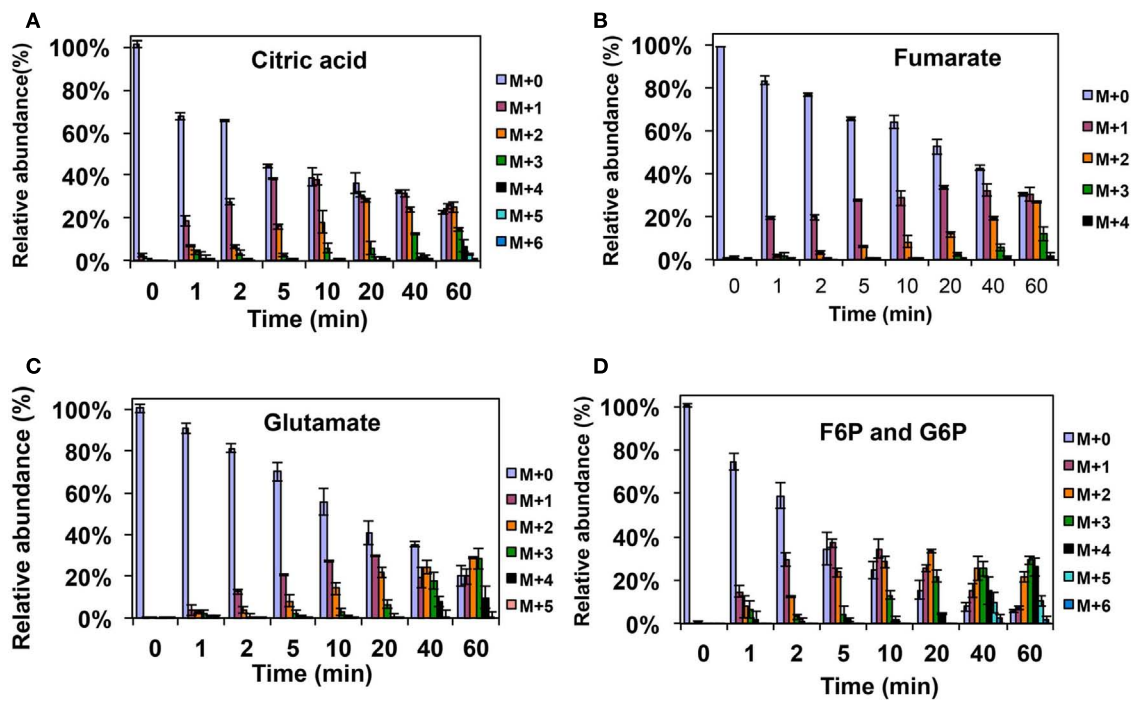 A
Relative abundance(%)
Citric acid
100%
80%
60%
40%
20%
0%
0 1 2 5 10 20 40 60
Time (min)
M+0
M+1
M+2
M+3
M+4
M+5
M+6
B
Relative abundance (%)
Fumarate
100%
80%
60%
40%
20%
0%
0 1 2 5 10 20 40 60
Time (min)
M+0
M+1
M+2
M+3
M+4
C
Relative abundance (%)
Glutamate
100%
80%
60%
40%
20%
0%
0 1 2 5 10 20 40 60
Time (min)
M+0
M+1
M+2
M+3
M+4
M+5
D
Relative abundance (%)
F6P and G6P
100%
80%
60%
40%
20%
0%
0 1 2 5 10 20 40 60
Time (min)
M+0
M+1
M+2
M+3
M+4
M+5
M+6